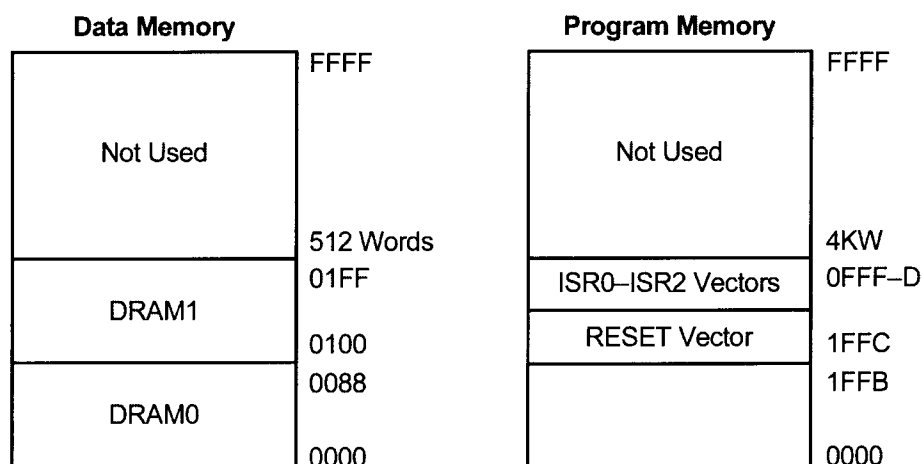 Data Memory
FFFF
Not Used
512 Words
01FF
DRAM1
0100
0088
DRAM0
0000
Program Memory
FFFF
Not Used
4KW
ISR0–ISR2 Vectors
0FFF–D
RESET Vector
1FFC
1FFB
0000